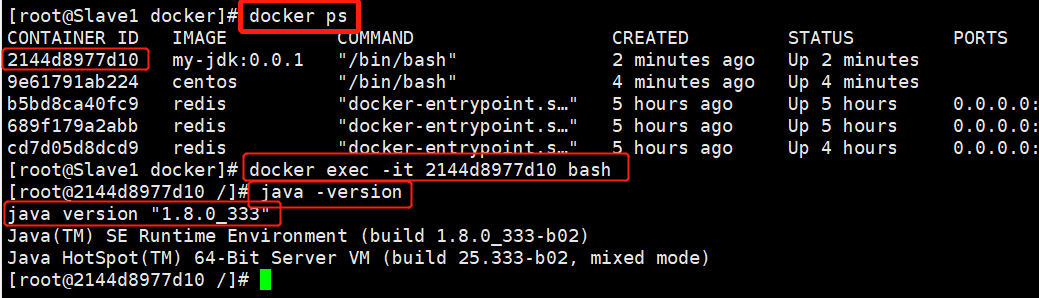 [root@Slave1 docker]# docker ps
CONTAINER ID   IMAGE          COMMAND                  CREATED         STATUS         PORTS
2144d8977d10   my-jdk:0.0.1   "/bin/bash"              2 minutes ago   Up 2 minutes
9e61791ab224   centos         "/bin/bash"              4 minutes ago   Up 4 minutes
b5bd8ca40fc9   redis          "docker-entrypoint.s…"   5 hours ago     Up 5 hours     0.0.0.0:
689f179a2abb   redis          "docker-entrypoint.s…"   5 hours ago     Up 5 hours     0.0.0.0:
cd7d05d8dcd9   redis          "docker-entrypoint.s…"   5 hours ago     Up 4 hours     0.0.0.0:
[root@Slave1 docker]# docker exec -it 2144d8977d10 bash
[root@2144d8977d10 /]# java -version
java version "1.8.0_333"
Java(TM) SE Runtime Environment (build 1.8.0_333-b02)
Java HotSpot(TM) 64-Bit Server VM (build 25.333-b02, mixed mode)
[root@2144d8977d10 /]#